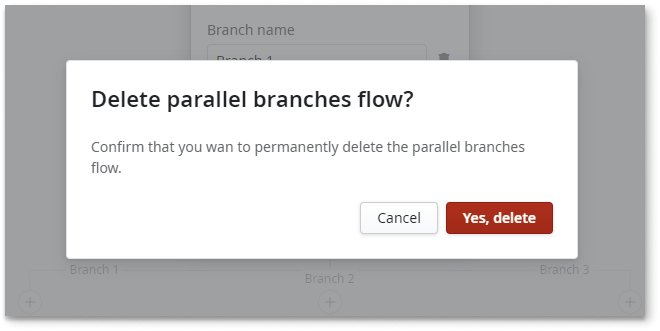 Branch name
Branch 1
Delete parallel branches flow?
Confirm that you wan to permanently delete the parallel branches
flow.
Cancel
Yes, delete
Branch 1
Branch 2
Branch 3